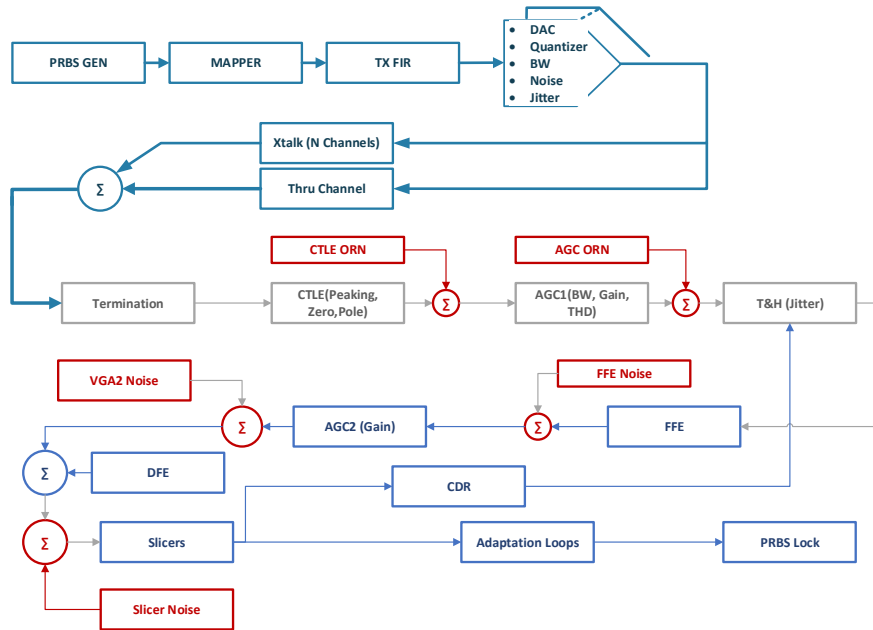 PRBS GEN
MAPPER
TX FIR
• DAC
• Quantizer
• BW
• Noise
• Jitter
Xtalk (N Channels)
Thru Channel
Σ
CTLE ORN
AGC ORN
Termination
CTLE(Peaking,
Zero,Pole)
Σ
AGC1(BW, Gain,
THD)
Σ
T&H (Jitter)
VGA2 Noise
FFE Noise
Σ
AGC2 (Gain)
Σ
FFE
Σ
DFE
CDR
Σ
Slicers
Adaptation Loops
PRBS Lock
Slicer Noise